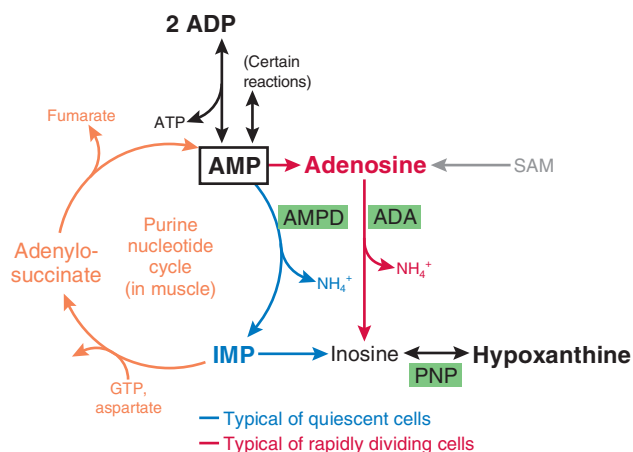 2 ADP
(Certain
reactions)
Fumarate
ATP
AMP
Adenosine
SAM
AMPD
ADA
Purine
nucleotide
cycle
(in muscle)
Adenylo-
succinate
NH₄⁺
NH₄⁺
IMP
Inosine
Hypoxanthine
PNP
GTP,
aspartate
Typical of quiescent cells
Typical of rapidly dividing cells